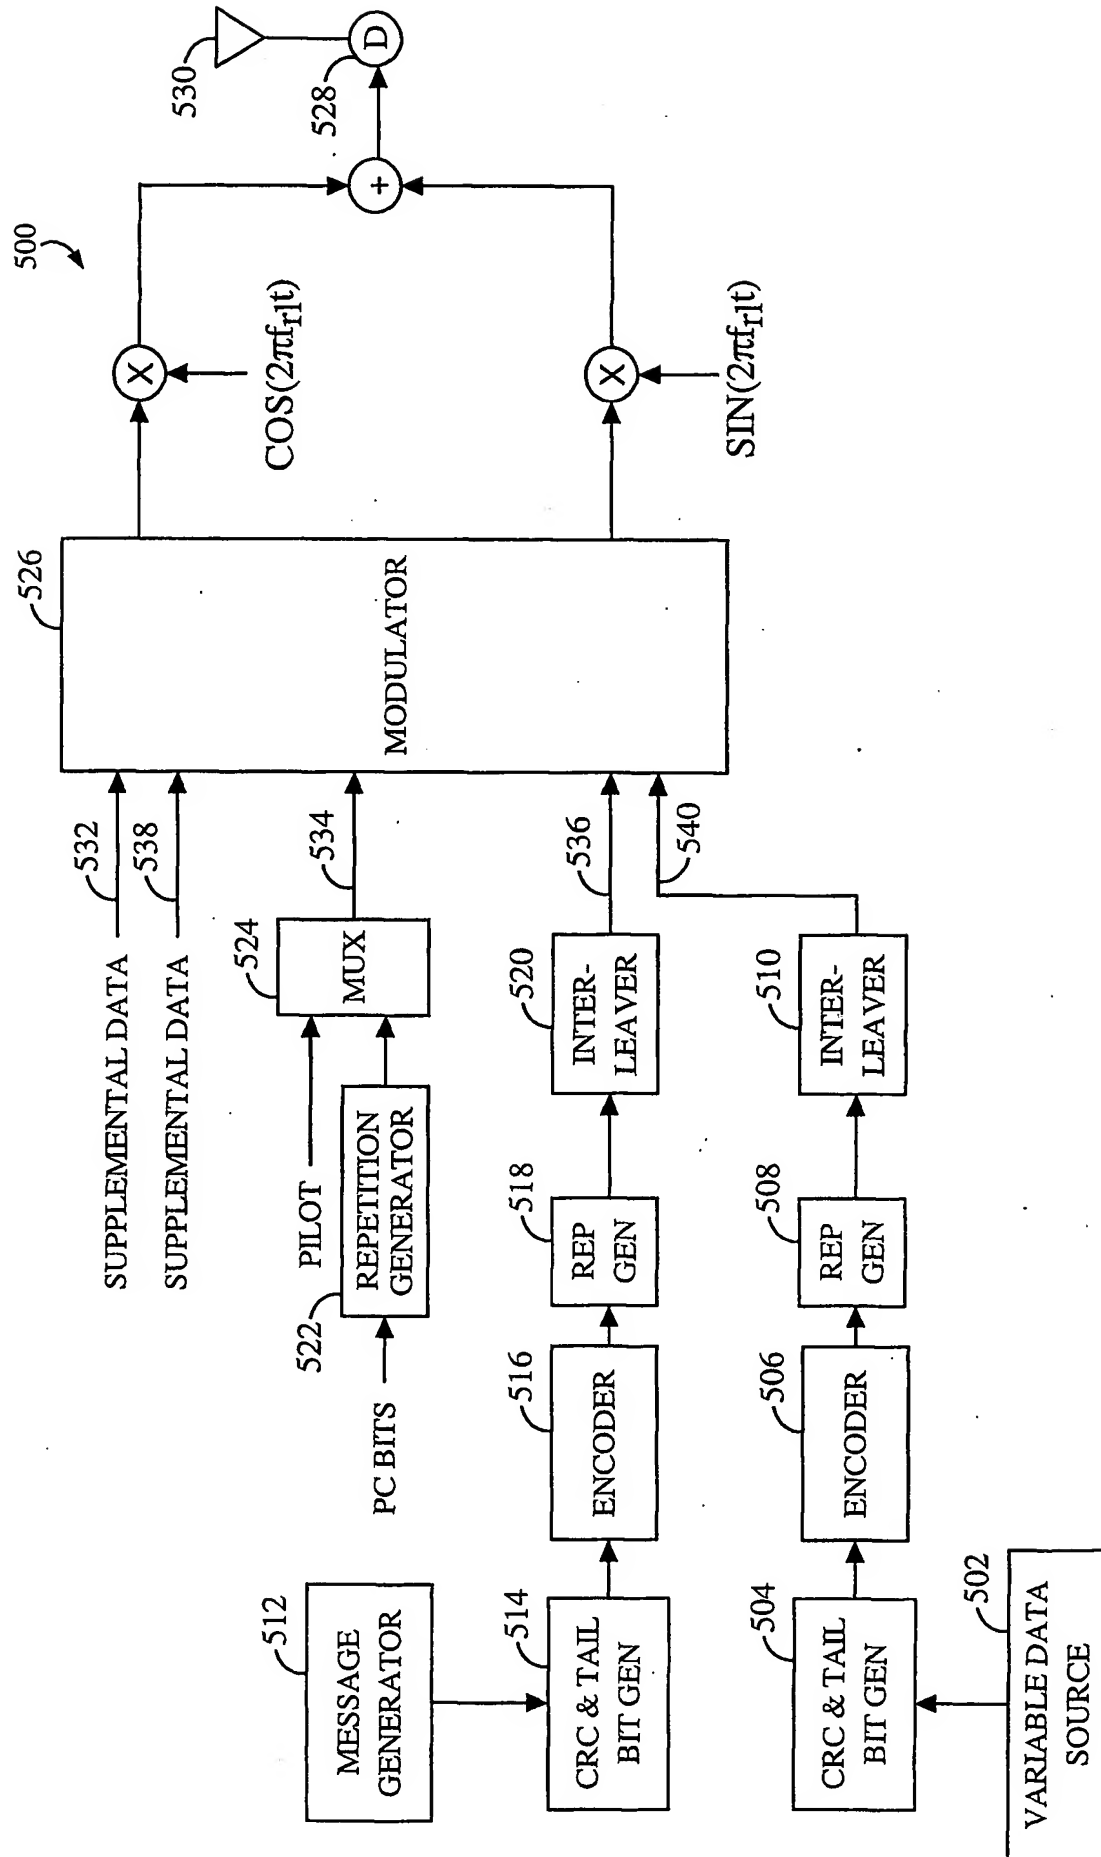 500
530
528
D
+
X
COS(2πf_rl t)
X
SIN(2πf_rl t)
526
MODULATOR
SUPPLEMENTAL DATA
532
SUPPLEMENTAL DATA
538
PILOT
524
MUX
534
PC BITS
522
REPETITION
GENERATOR
512
MESSAGE
GENERATOR
514
CRC & TAIL
BIT GEN
516
ENCODER
518
REP
GEN
520
INTER-
LEAVER
536
502
VARIABLE DATA
SOURCE
504
CRC & TAIL
BIT GEN
506
ENCODER
508
REP
GEN
510
INTER-
LEAVER
540